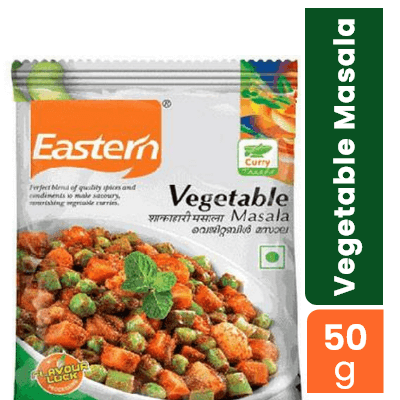 Eastern®
Curry
Perfect blend of quality spices and
condiments to make savoury,
nourishing vegetable curries.
Vegetable
शाकाहारी मसाला Masala
വെജിറ്റബിൾ മസാല
FLAVOUR
LOCK
Vegetable Masala
50
g